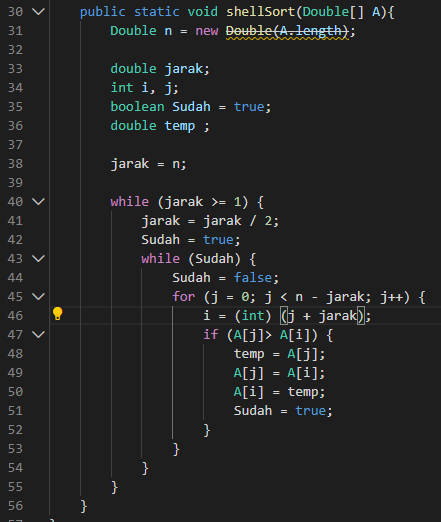 30 public static void shellSort(Double[] A){
31 Double n = new Double(A.length);
32
33 double jarak;
34 int i, j;
35 boolean Sudah = true;
36 double temp ;
37
38 jarak = n;
39
40 while (jarak >= 1) {
41 jarak = jarak / 2;
42 Sudah = true;
43 while (Sudah) {
44 Sudah = false;
45 for (j = 0; j < n - jarak; j++) {
46 i = (int) (j + jarak);
47 if (A[j]> A[i]) {
48 temp = A[j];
49 A[j] = A[i];
50 A[i] = temp;
51 Sudah = true;
52 }
53 }
54 }
55 }
56 }
57 }